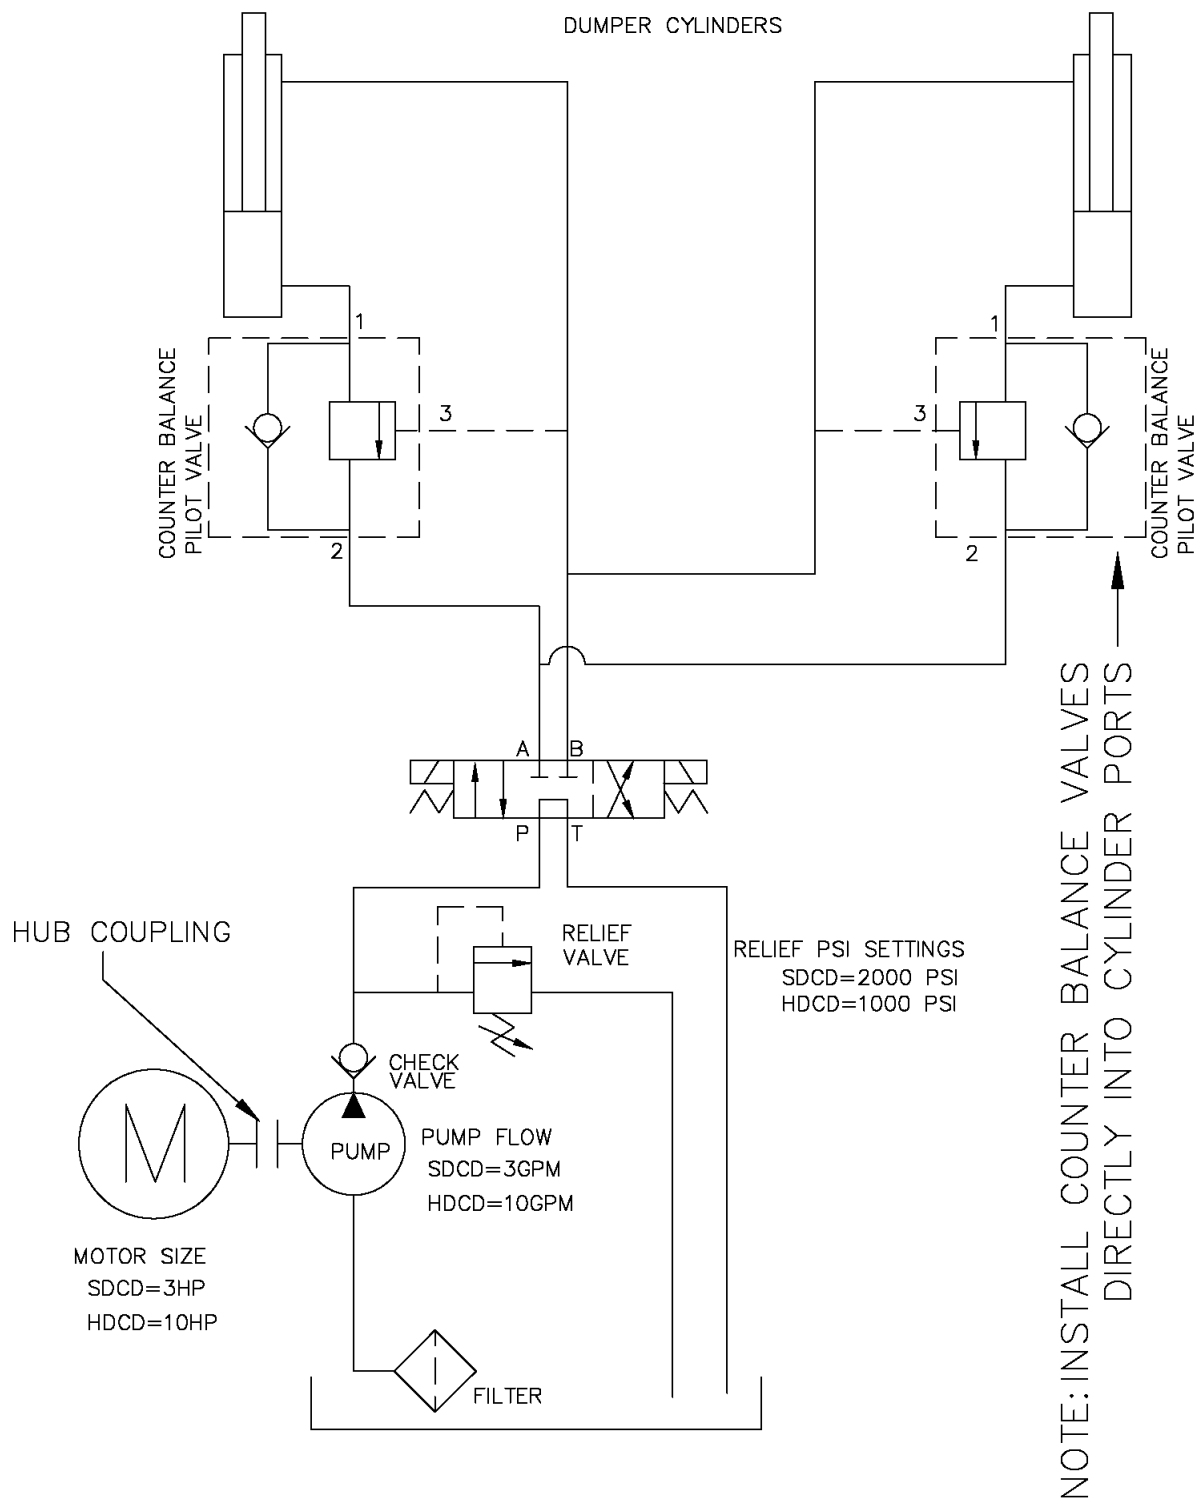 DUMPER CYLINDERS
1
1
COUNTER BALANCE
PILOT VALVE
3
3
COUNTER BALANCE
PILOT VALVE
2
2
A
B
P
T
HUB COUPLING
RELIEF
VALVE
RELIEF PSI SETTINGS
SDCD=2000 PSI
HDCD=1000 PSI
CHECK
VALVE
M
PUMP
PUMP FLOW
SDCD=3GPM
HDCD=10GPM
MOTOR SIZE
SDCD=3HP
HDCD=10HP
FILTER
NOTE: INSTALL COUNTER BALANCE VALVES
DIRECTLY INTO CYLINDER PORTS